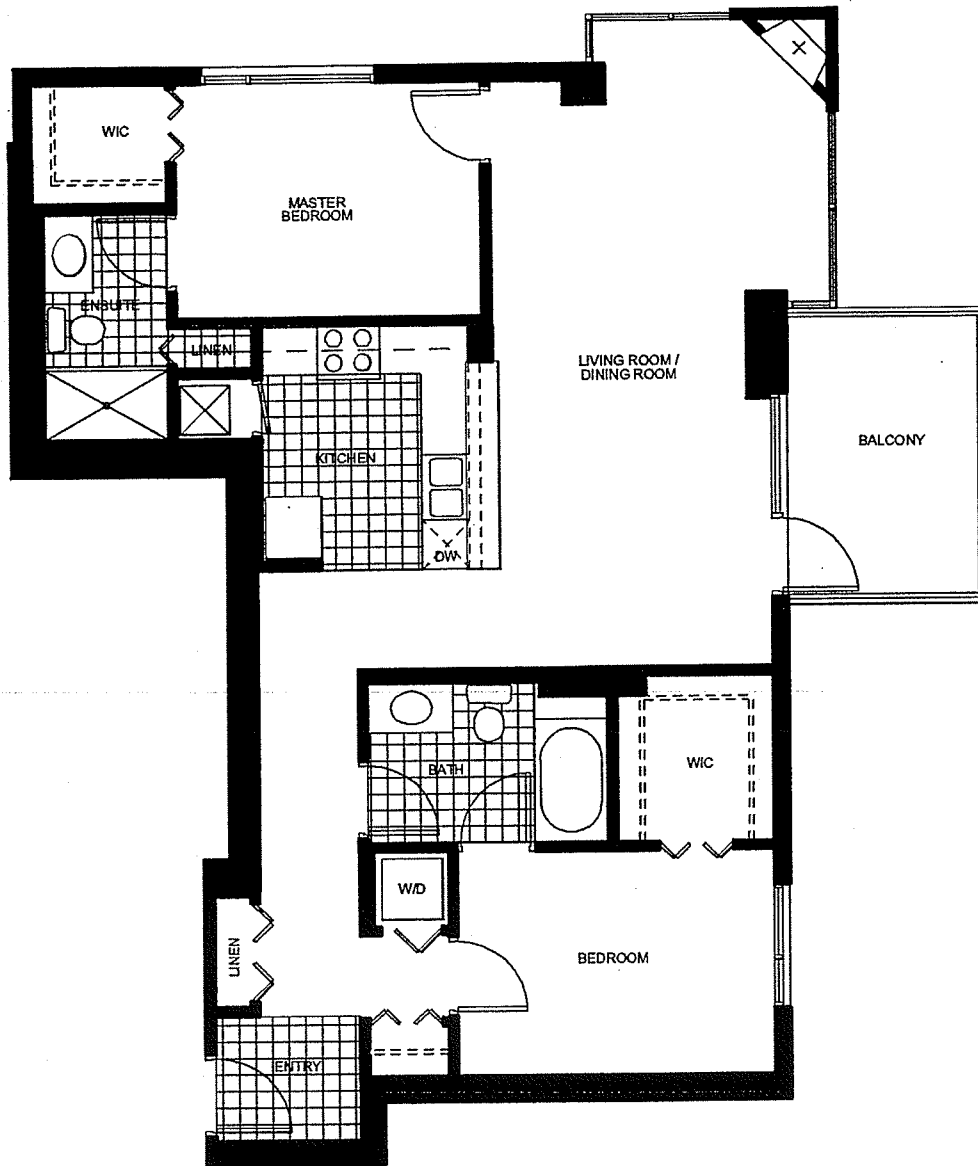 WIC
MASTER
BEDROOM
ENSUITE
LINEN
LIVING ROOM /
DINING ROOM
BALCONY
KITCHEN
DW
BATH
WIC
W/D
LINEN
BEDROOM
ENTRY